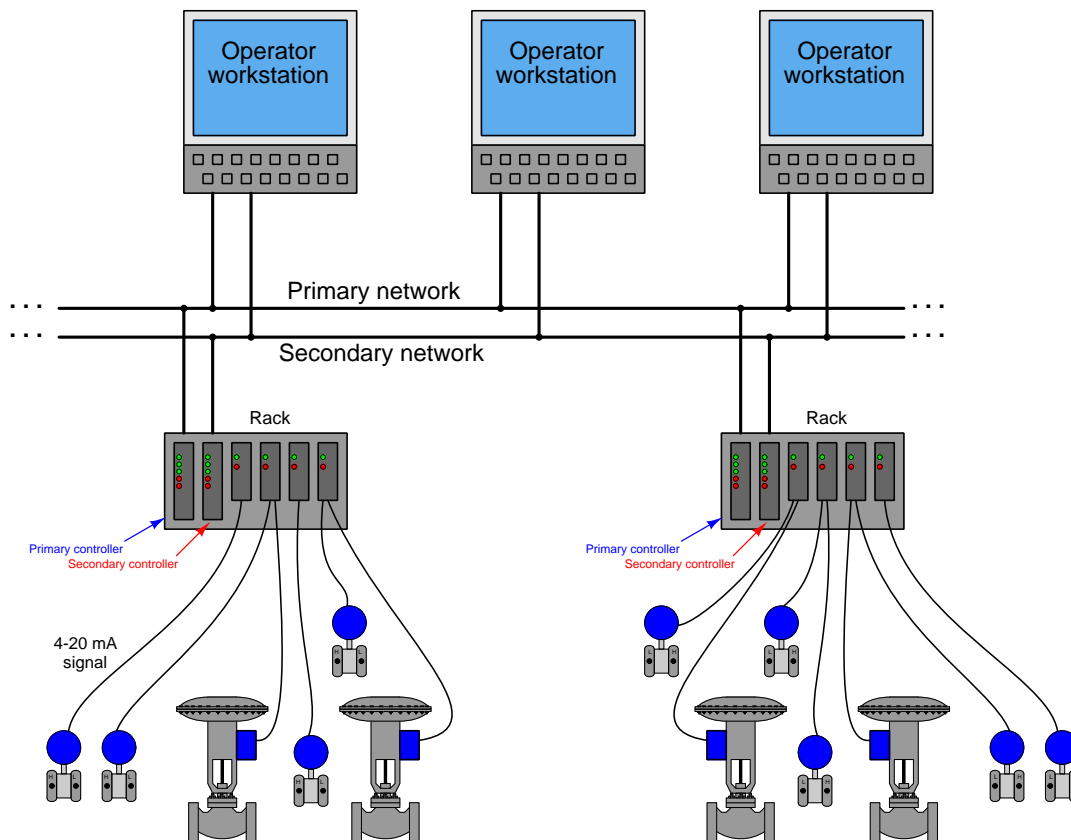 Operator
workstation
Operator
workstation
Operator
workstation
Primary network
. . .
. . .
. . .
. . .
Secondary network
Rack
Rack
Primary controller
Secondary controller
Primary controller
Secondary controller
4-20 mA
signal
H L
L H
L H
H L
H L
H L
L H
L H
L H